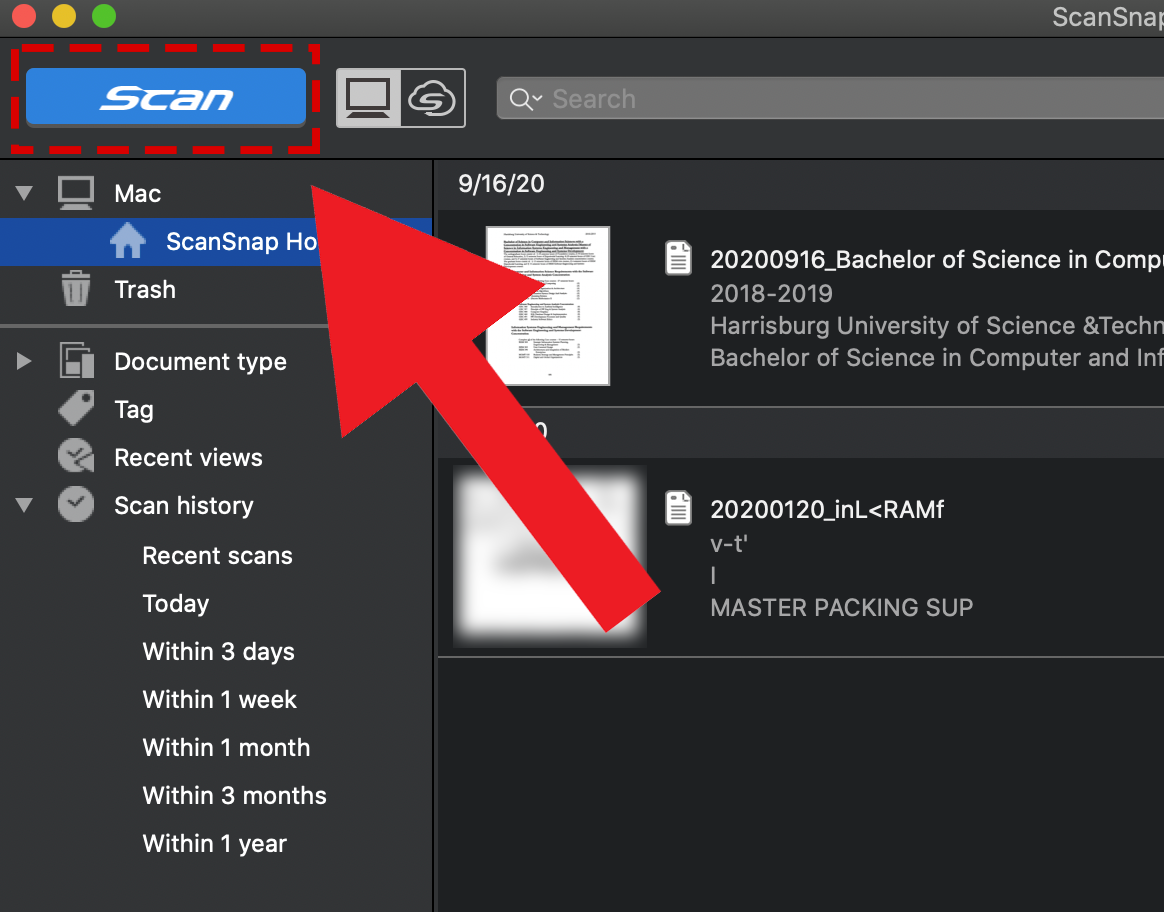 ScanSnap
Scan
Search
Mac
ScanSnap Ho
Trash
Document type
Tag
Recent views
Scan history
Recent scans
Today
Within 3 days
Within 1 week
Within 1 month
Within 3 months
Within 1 year
9/16/20
20200916_Bachelor of Science in Compu
2018-2019
Harrisburg University of Science &Techn
Bachelor of Science in Computer and Inf
0
20200120_inL<RAMf
v-t'
l
MASTER PACKING SUP